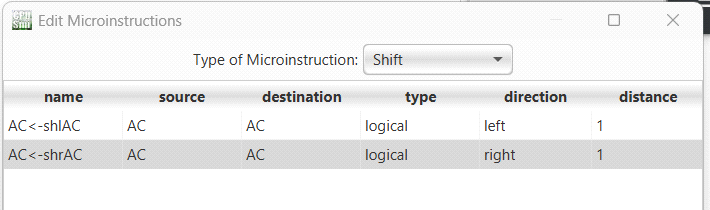 Edit Microinstructions
Type of Microinstruction: Shift
name source destination type direction distance
AC<-shlAC AC AC logical left 1
AC<-shrAC AC AC logical right 1